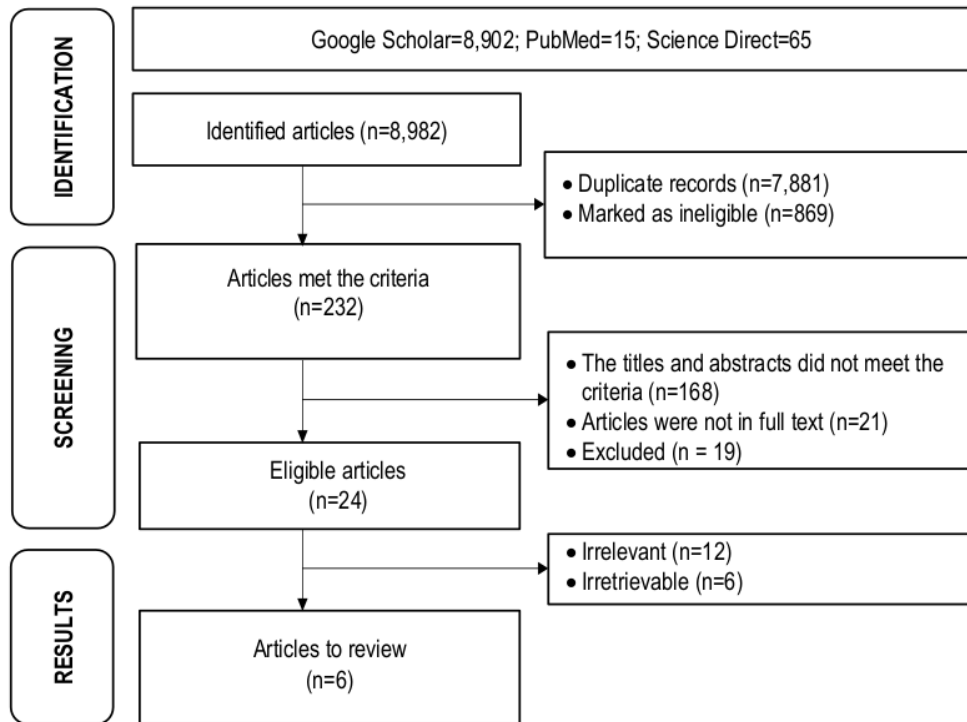 IDENTIFICATION
Google Scholar=8,902; PubMed=15; Science Direct=65
Identified articles (n=8,982)
• Duplicate records (n=7,881)
• Marked as ineligible (n=869)
SCREENING
Articles met the criteria
(n=232)
• The titles and abstracts did not meet the
criteria (n=168)
• Articles were not in full text (n=21)
• Excluded (n = 19)
Eligible articles
(n=24)
RESULTS
• Irrelevant (n=12)
• Irretrievable (n=6)
Articles to review
(n=6)